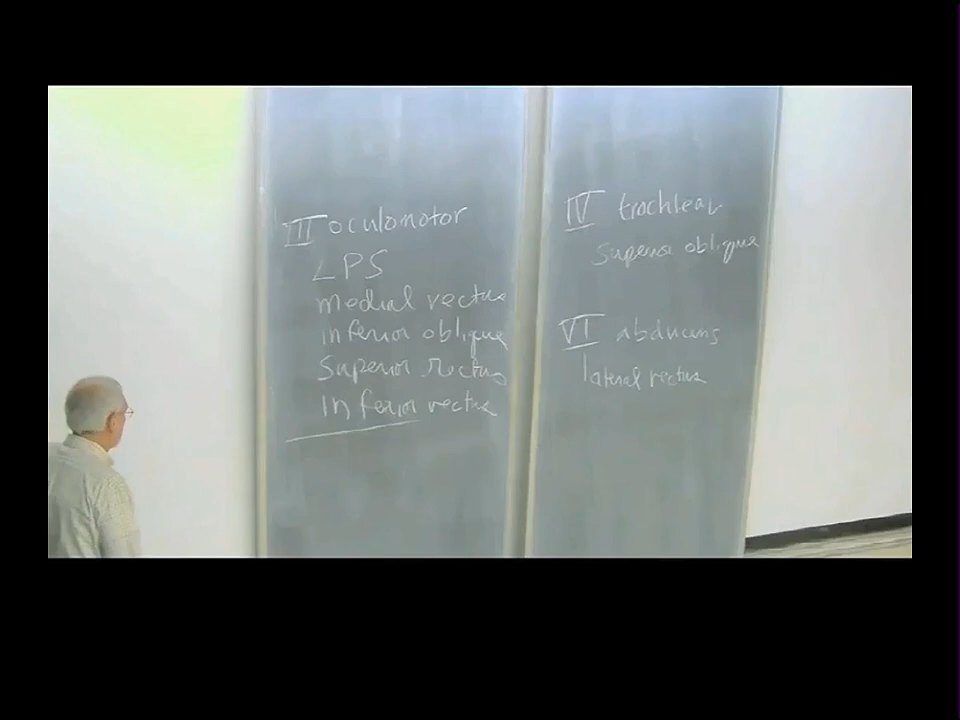 III oculomotor
LPS
medial rectus
inferior oblique
superior rectus
inferior rectus
IV trochlear
superior oblique
VI abducens
lateral rectus